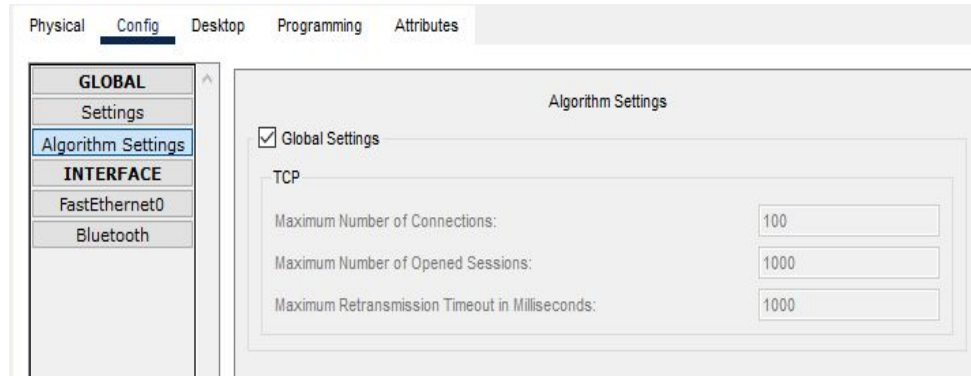 Physical Config Desktop Programming Attributes
GLOBAL
Settings
Algorithm Settings
INTERFACE
FastEthernet0
Bluetooth
Algorithm Settings
Global Settings
TCP
Maximum Number of Connections: 100
Maximum Number of Opened Sessions: 1000
Maximum Retransmission Timeout in Milliseconds: 1000